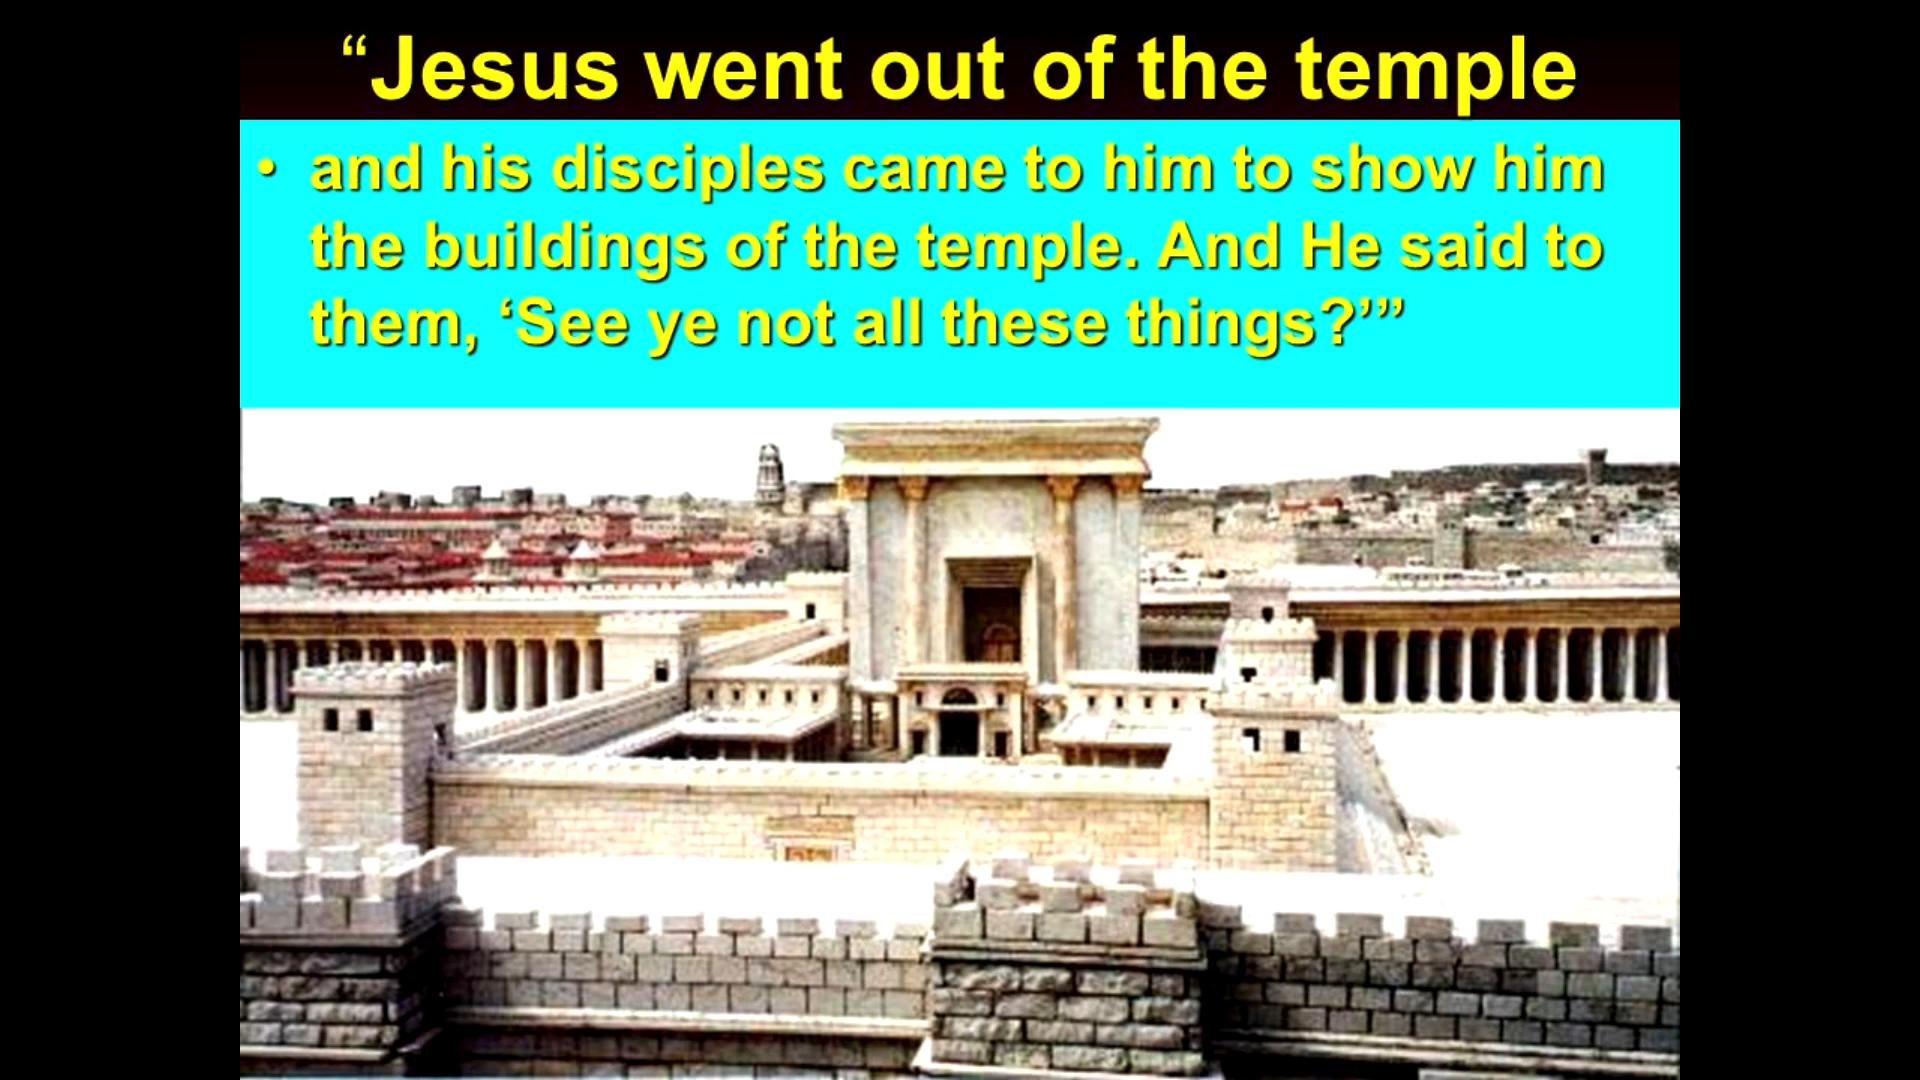 “Jesus went out of the temple
• and his disciples came to him to show him
the buildings of the temple. And He said to
them, ‘See ye not all these things?’”